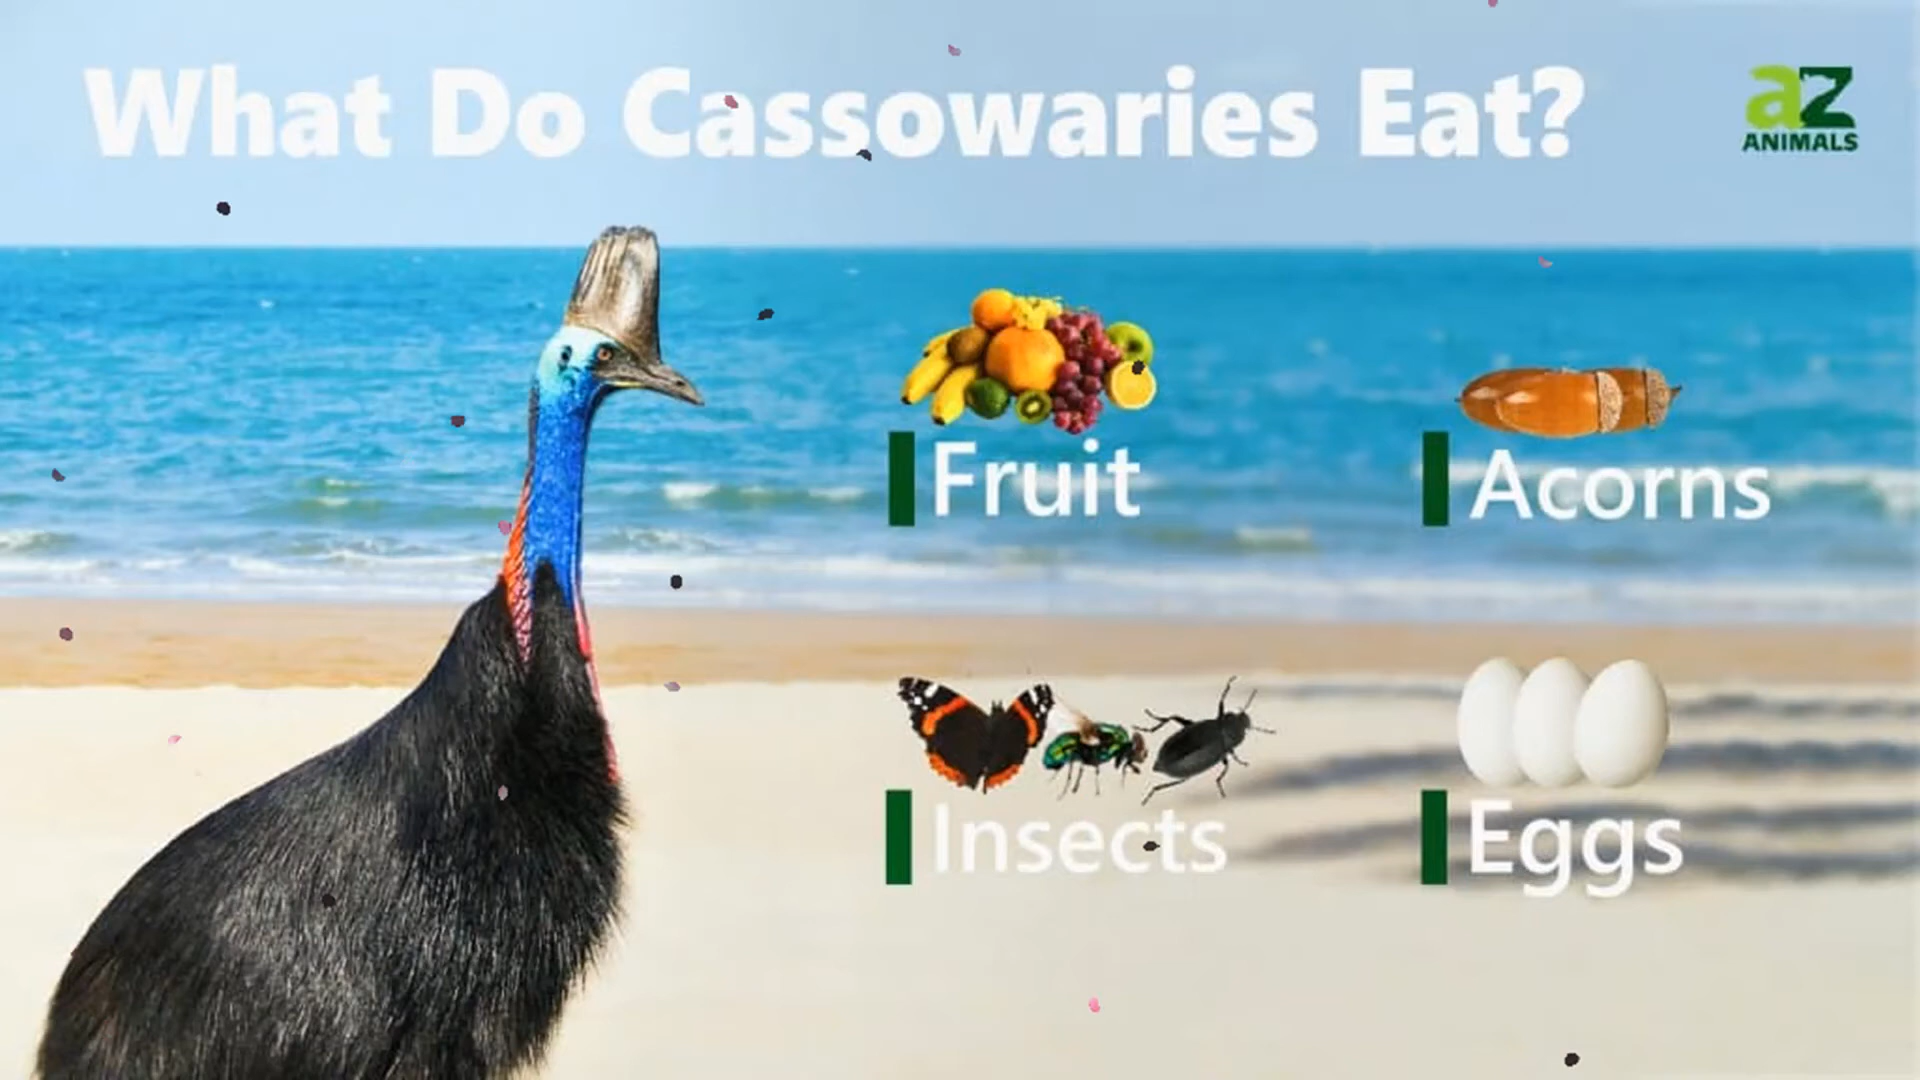 What Do Cassowaries Eat?
az
ANIMALS
Fruit
Acorns
Insects
Eggs